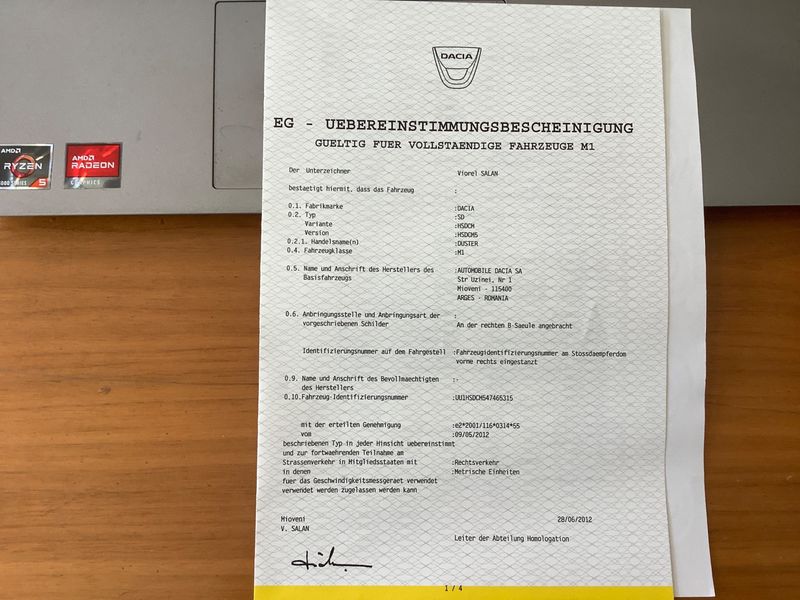 DACIA
EG - UEBEREINSTIMMUNGSBESCHEINIGUNG
GUELTIG FUER VOLLSTAENDIGE FAHRZEUGE M1
Der Unterzeichner Viorel SALAN
bestaetigt hiermit, dass das Fahrzeug :
0.1. Fabrikmarke :DACIA
0.2. Typ :SD
Variante :HSDCM
Version :HSDCM5
0.2.1. Handelsname(n) :DUSTER
0.4. Fahrzeugklasse :M1
0.5. Name und Anschrift des Herstellers des :AUTOMOBILE DACIA SA
Basisfahrzeugs Str Uzinei, Nr 1
Mioveni - 115400
ARGES - ROMANIA
0.6. Anbringungsstelle und Anbringungsart der :
vorgeschriebenen Schilder An der rechten B-Saeule angebracht
Identifizierungsnummer auf dem Fahrgestell :Fahrzeugidentifizierungsnummer am Stossdaempferdom
vorne rechts eingestanzt
0.9. Name und Anschrift des Bevollmaechtigten :-
des Herstellers
0.10.Fahrzeug-Identifizierungsnummer :UU1HSDCM547465315
mit der erteilten Genehmigung :e2*2001/116*0314*55
vom :09/05/2012
beschriebenen Typ in jeder Hinsicht uebereinstimmt
und zur fortwaehrenden Teilnahme am
Strassenverkehr in Mitgliedsstaaten mit :Rechtsverkehr
in denen :Metrische Einheiten
fuer das Geschwindigkeitsmessgeraet verwendet
verwendet werden zugelassen werden kann
Mioveni 28/06/2012
V. SALAN
Leiter der Abteilung Homologation
1 / 4
AMD
RYZEN
5
AMD
RADEON
GRAPHICS